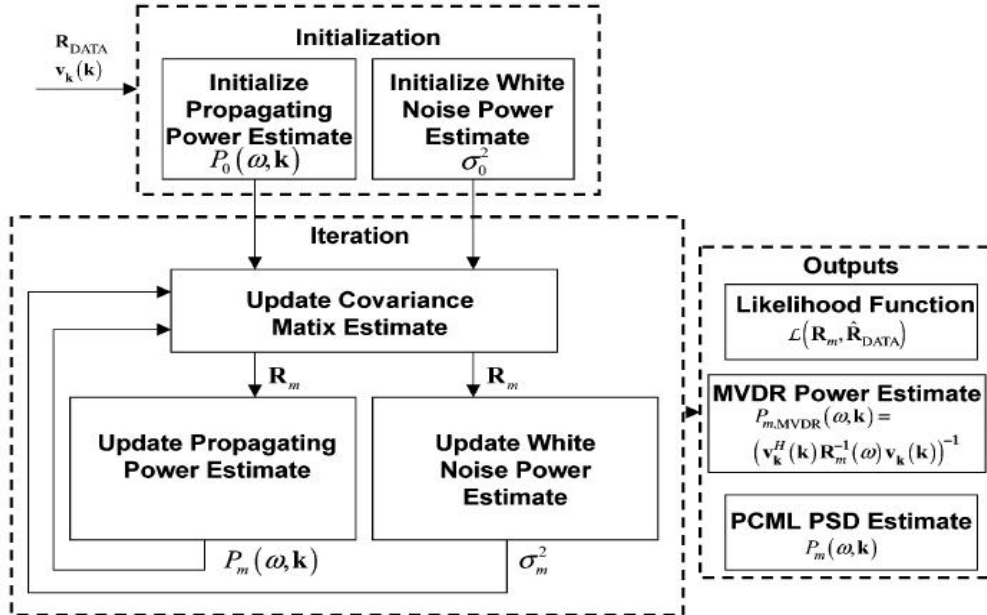 R_DATA
v_k(k)
Initialization
Initialize
Propagating
Power Estimate
P_0(ω,k)
Initialize White
Noise Power
Estimate
σ_0^2
Iteration
Update Covariance
Matix Estimate
R_m
R_m
Update Propagating
Power Estimate
Update White
Noise Power
Estimate
P_m(ω,k)
σ_m^2
Outputs
Likelihood Function
ℒ(R_m, R̂_DATA)
MVDR Power Estimate
P_{m.MVDR}(ω,k) =
(v_k^H(k) R_m^{-1}(ω) v_k(k))^{-1}
PCML PSD Estimate
P_m(ω,k)